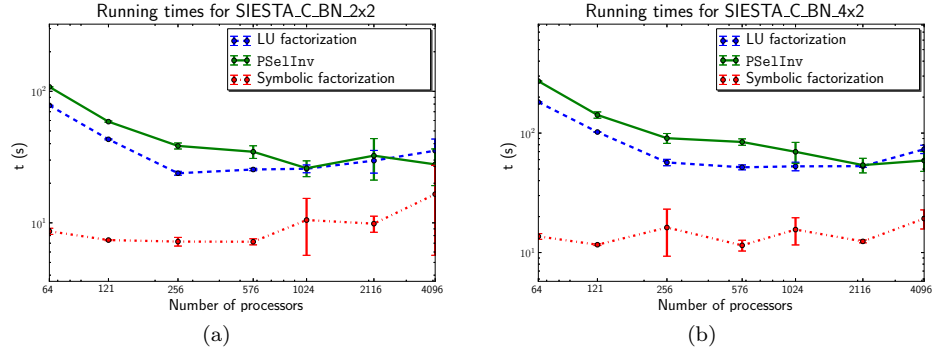 Running times for SIESTA_C_BN_2x2
LU factorization
PSelInv
Symbolic factorization
t (s)
10²
10¹
64 121 256 576 1024 2116 4096
Number of processors
(a)
Running times for SIESTA_C_BN_4x2
LU factorization
PSelInv
Symbolic factorization
t (s)
10²
10¹
64 121 256 576 1024 2116 4096
Number of processors
(b)